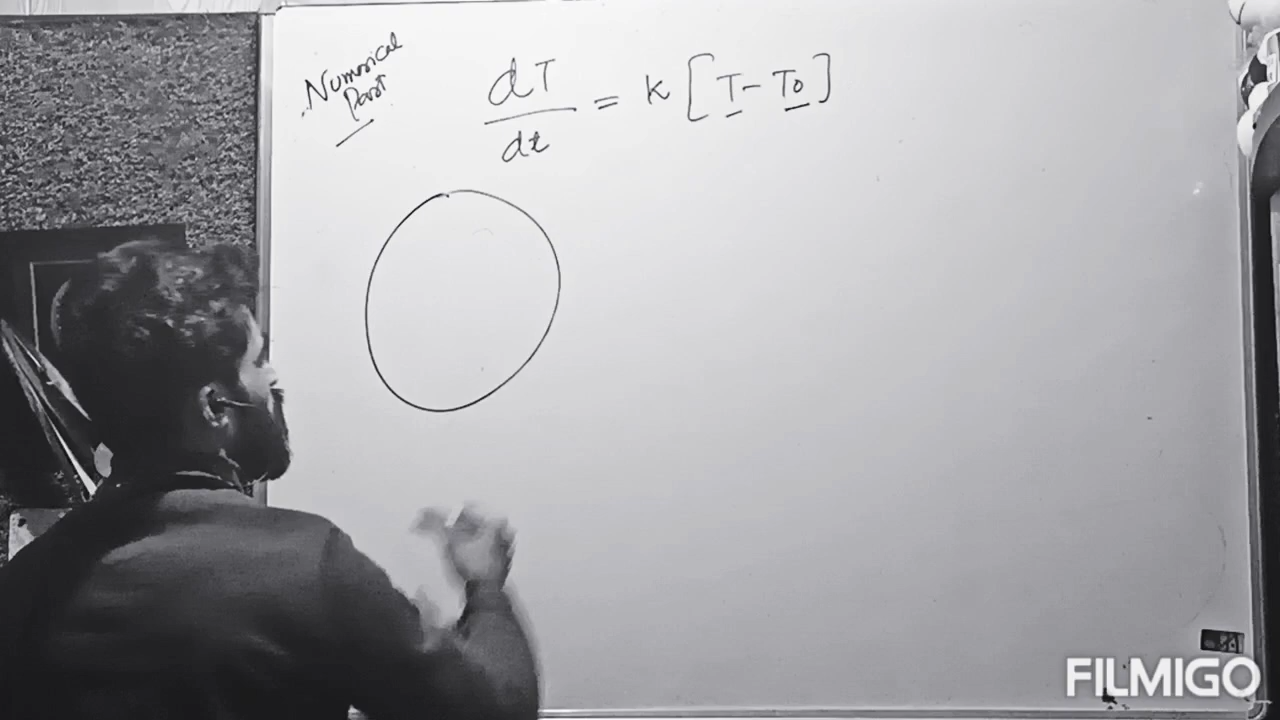 Numerical
Part
dT/dt = k [T - T0]
FILMIGO